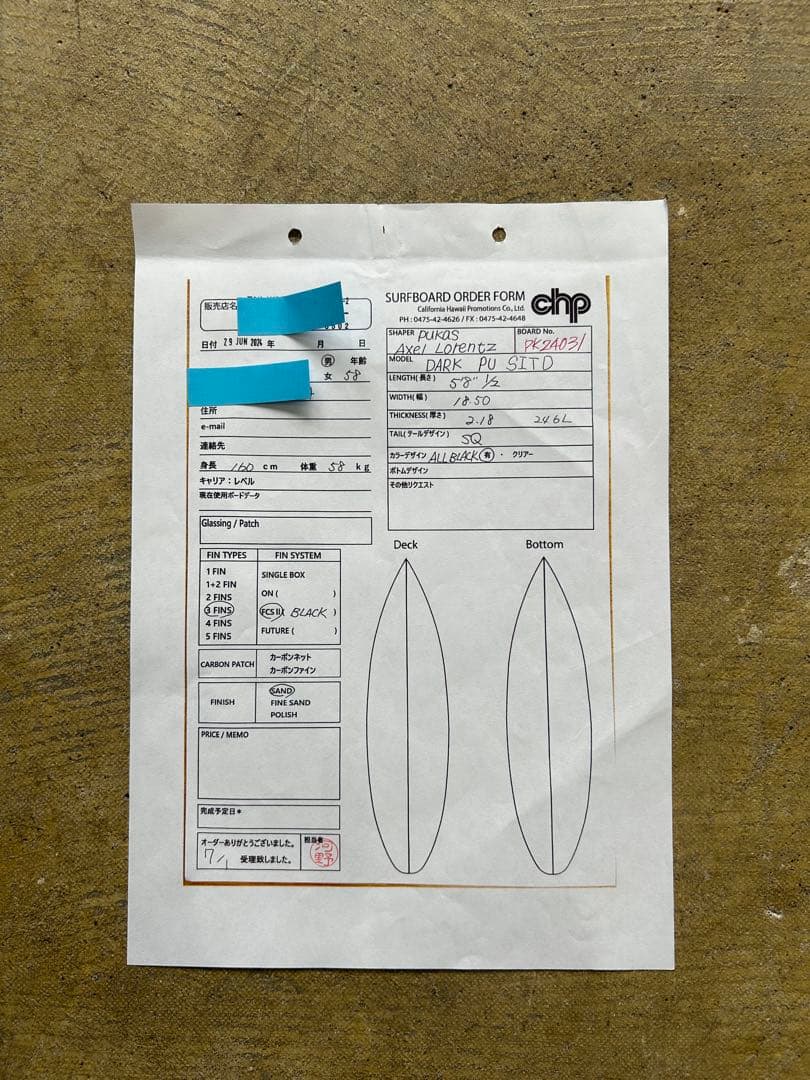 販売店名
日付 29 JUN 2024 年 月 日
男 年齢
女 58
住所
e-mail
連絡先
身長 160 cm 体重 58 kg
キャリア：レベル
現在使用ボードデータ
Glassing / Patch
SURFBOARD ORDER FORM chp
California Hawaii Promotions Co., Ltd.
PH : 0475-42-4626 / FX : 0475-42-4648
SHAPER PUKAS
Axel Lorentz
BOARD No.
PK2A031
MODEL DARK PU SITD
LENGTH(長さ) 5'8" 1/2
WIDTH(幅) 18.50
THICKNESS(厚さ) 2.18 24.6L
TAIL(テールデザイン) SQ
カラーデザイン ALL BLACK 有 ・ クリアー
ボトムデザイン
その他リクエスト
FIN TYPES
1 FIN
1+2 FIN
2 FINS
3 FINS
4 FINS
5 FINS
FIN SYSTEM
SINGLE BOX
ON ( )
FCS II( BLACK )
FUTURE ( )
CARBON PATCH
カーボンネット
カーボンファイン
FINISH
SAND
FINE SAND
POLISH
PRICE / MEMO
完成予定日*
オーダーありがとうございました。
7/1 受理致しました。
担当者
河野
Deck
Bottom